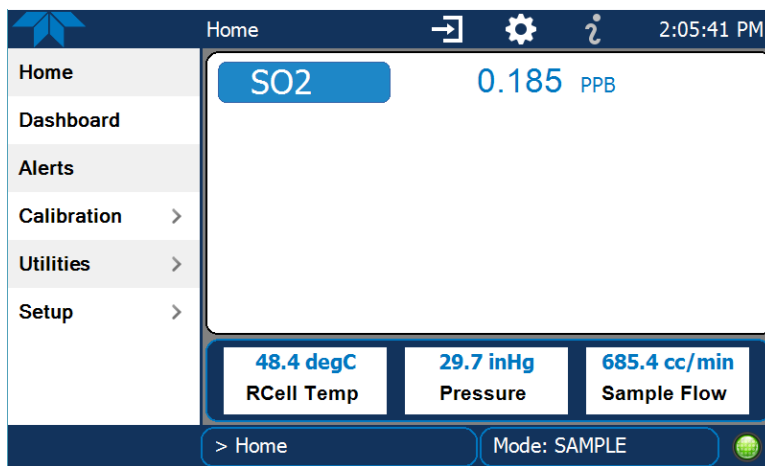 Home
2:05:41 PM
Home
Dashboard
Alerts
Calibration >
Utilities >
Setup >
SO2
0.185 PPB
48.4 degC
RCell Temp
29.7 inHg
Pressure
685.4 cc/min
Sample Flow
> Home
Mode: SAMPLE